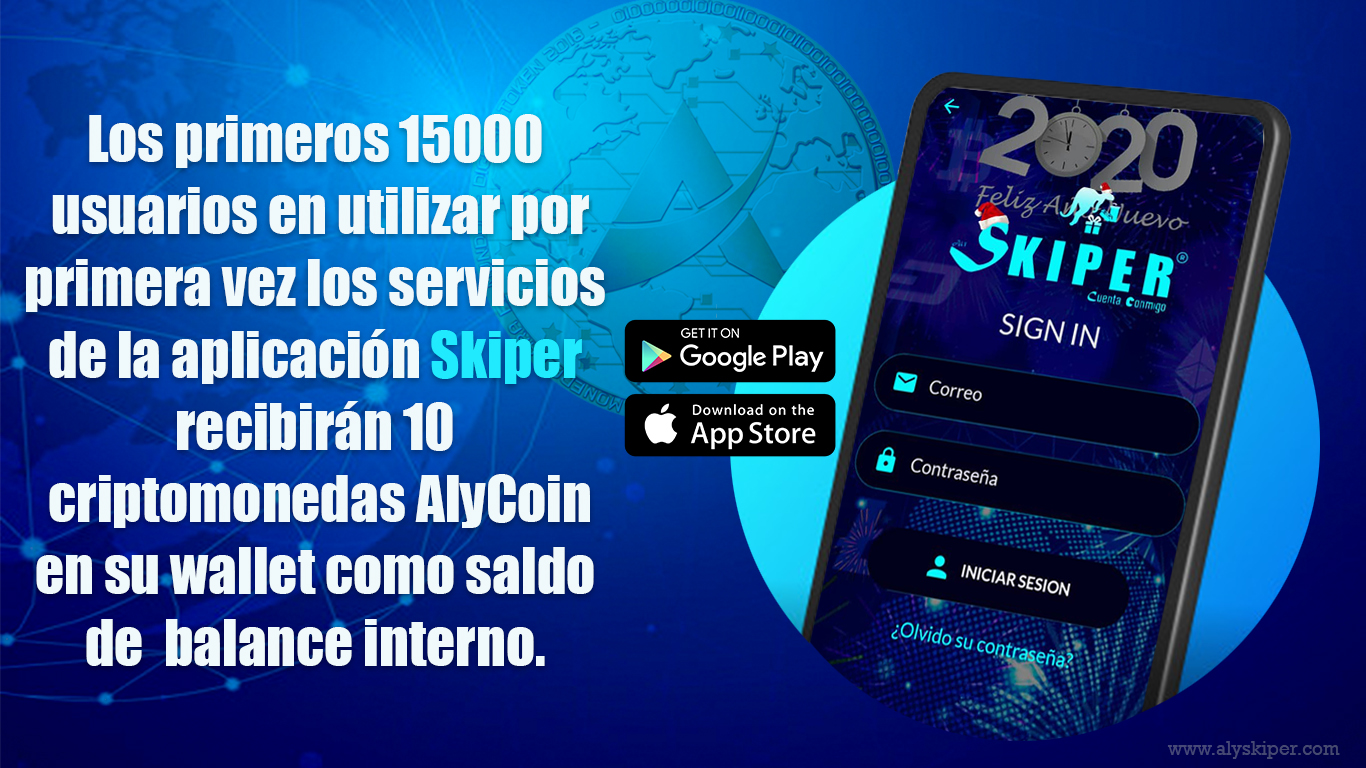 Los primeros 15000
usuarios en utilizar por
primera vez los servicios
de la aplicación Skiper
recibirán 10
criptomonedas AlyCoin
en su wallet como saldo
de balance interno.
GET IT ON
Google Play
Download on the
App Store
2020
Feliz Año Nuevo
SKIPER®
Cuenta Conmigo
SIGN IN
Correo
Contraseña
INICIAR SESION
¿Olvido su contraseña?
www.alyskiper.com